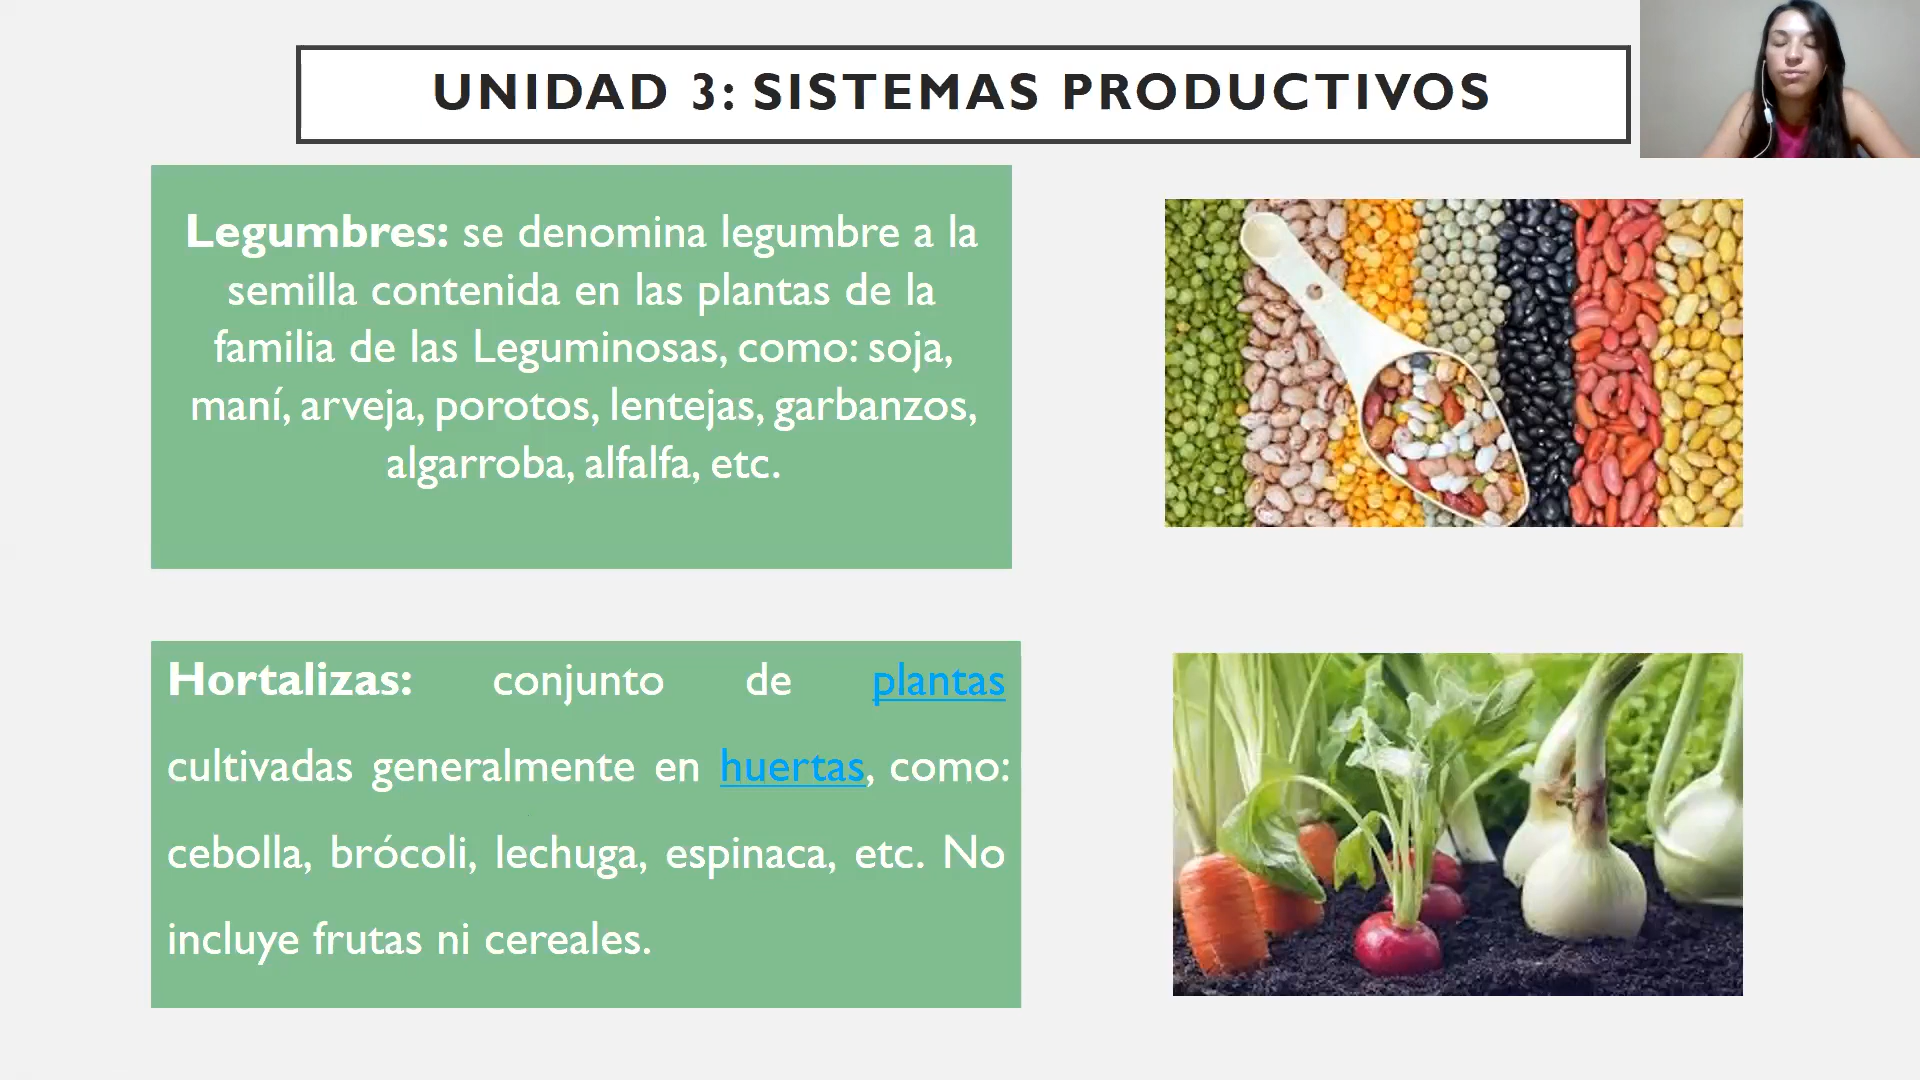 UNIDAD 3: SISTEMAS PRODUCTIVOS
Legumbres: se denomina legumbre a la
semilla contenida en las plantas de la
familia de las Leguminosas, como: soja,
maní, arveja, porotos, lentejas, garbanzos,
algarroba, alfalfa, etc.
Hortalizas: conjunto de plantas
cultivadas generalmente en huertas, como:
cebolla, brócoli, lechuga, espinaca, etc. No
incluye frutas ni cereales.